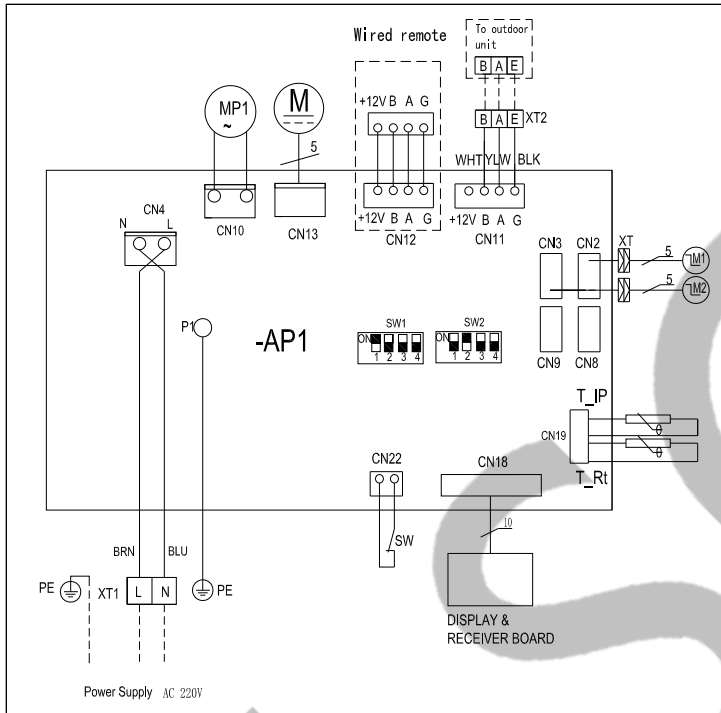 Wired remote
To outdoor
unit
B A E
MP1
~
M
+12V B A G
B A E XT2
5
WHT YLW BLK
CN4
N L
CN10
CN13
+12V B A G
CN12
+12V B A G
CN11
CN3 CN2 XT
5 M1
5 M2
P1
-AP1
SW1
ON
1 2 3 4
SW2
ON
1 2 3 4
CN9 CN8
T_IP
CN19
θ
θ
T_Rt
CN22
CN18
SW
10
BRN BLU
PE XT1 L N PE
DISPLAY &
RECEIVER BOARD
Power Supply AC 220V